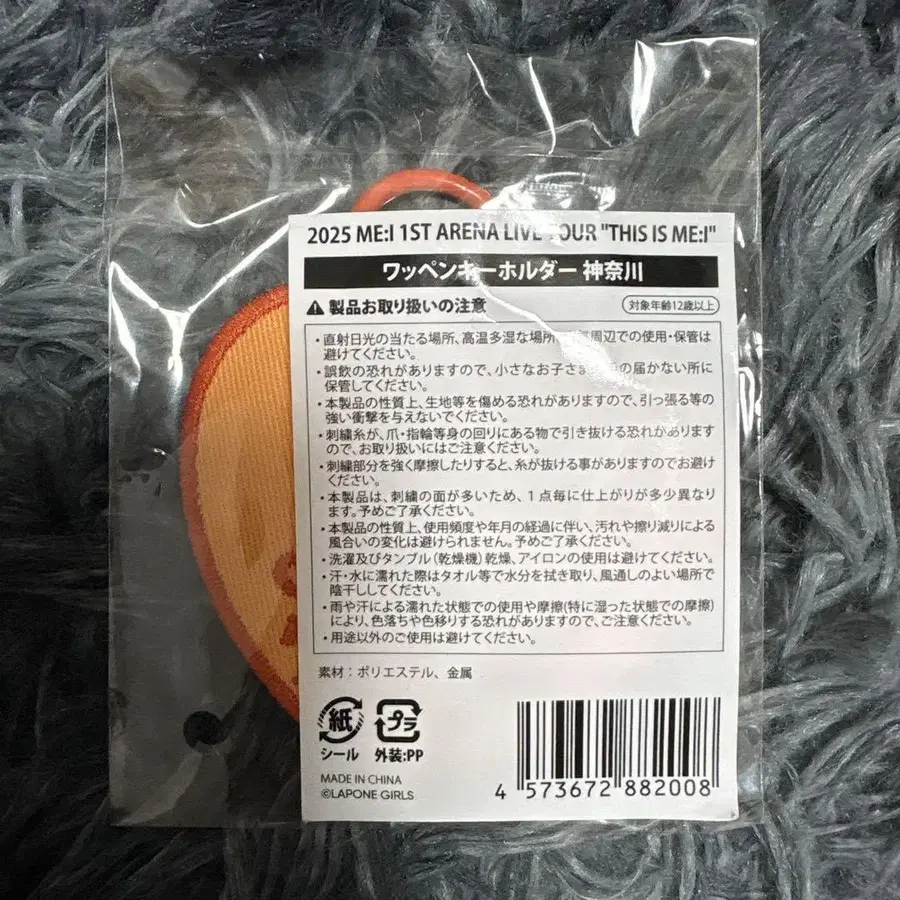 2025 ME:I 1ST ARENA LIVE TOUR "THIS IS ME:I"
ワッペンキーホルダー 神奈川
製品お取り扱いの注意
対象年齢12歳以上
・直射日光の当たる場所、高温多湿な場所 周辺での使用・保管は
避けてください。
・誤飲の恐れがありますので、小さなお子さま の届かない所に
保管してください。
・本製品の性質上、生地等を傷める恐れがありますので、引っ張る等の
強い衝撃を与えないでください。
・刺繍糸が、爪・指輪等身の回りにある物で引き抜ける恐れがあります
ので、お取り扱いにはご注意ください。
・刺繍部分を強く摩擦したりすると、糸が抜ける事がありますのでお避け
ください。
・本製品は、刺繍の面が多いため、1点毎に仕上がりが多少異なり
ます。予めご了承ください。
・本製品の性質上、使用頻度や年月の経過に伴い、汚れや擦り減りによる
風合いの変化は避けられません。予めご了承ください。
・洗濯及びタンブル(乾燥機)乾燥、アイロンの使用は避けてください。
・汗・水に濡れた際はタオル等で水分を拭き取り、風通しのよい場所で
陰干ししてください。
・雨や汗による濡れた状態での使用や摩擦(特に湿った状態での摩擦)
により、色落ちや色移りする恐れがありますので、ご注意ください。
・用途以外のご使用は避けてください。
素材：ポリエステル、金属
紙
シール
プラ
外装:PP
MADE IN CHINA
©LAPONE GIRLS
4 573672 882008